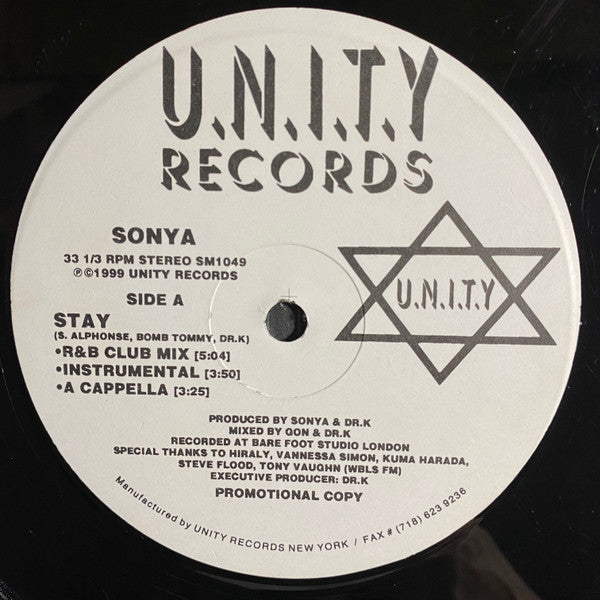 U.N.I.T.Y
RECORDS
SONYA
33 1/3 RPM STEREO SM1049
℗©1999 UNITY RECORDS
SIDE A
U.N.I.T.Y
STAY
(S. ALPHONSE, BOMB TOMMY, DR.K)
•R&B CLUB MIX [5:04]
•INSTRUMENTAL [3:50]
•A CAPPELLA [3:25]
PRODUCED BY SONYA & DR.K
MIXED BY QON & DR.K
RECORDED AT BARE FOOT STUDIO LONDON
SPECIAL THANKS TO HIRALY, VANNESSA SIMON, KUMA HARADA,
STEVE FLOOD, TONY VAUGHN (WBLS FM)
EXECUTIVE PRODUCER: DR.K
PROMOTIONAL COPY
Manufactured by UNITY RECORDS NEW YORK / FAX # (718) 623 9236